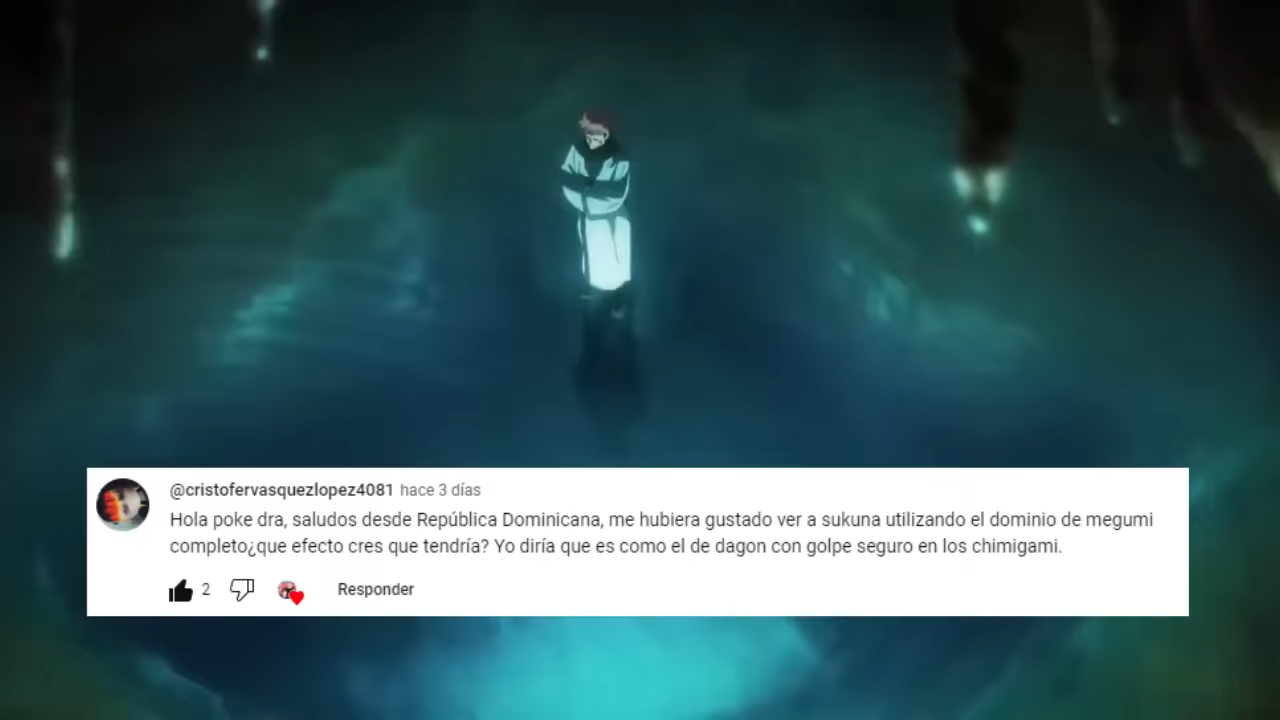 @cristofervasquezlopez4081 hace 3 días
Hola poke dra, saludos desde República Dominicana, me hubiera gustado ver a sukuna utilizando el dominio de megumi
completo¿que efecto cres que tendría? Yo diría que es como el de dagon con golpe seguro en los chimigami.
2 Responder